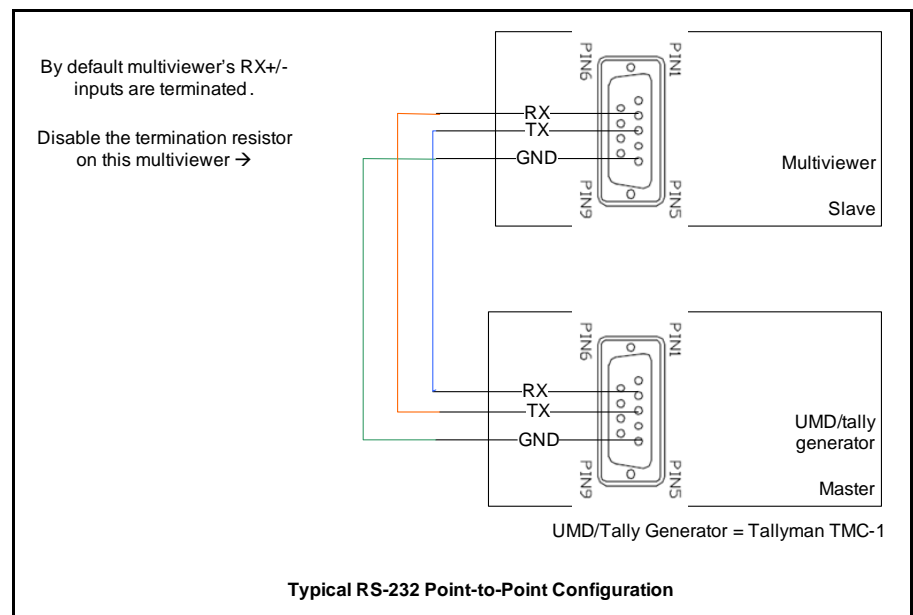 By default multiviewer's RX+/-
inputs are terminated.
Disable the termination resistor
on this multiviewer →
PIN6
PIN1
RX
TX
GND
PIN9
PIN5
Multiviewer
Slave
PIN6
PIN1
RX
TX
GND
PIN9
PIN5
UMD/tally
generator
Master
UMD/Tally Generator = Tallyman TMC-1
Typical RS-232 Point-to-Point Configuration